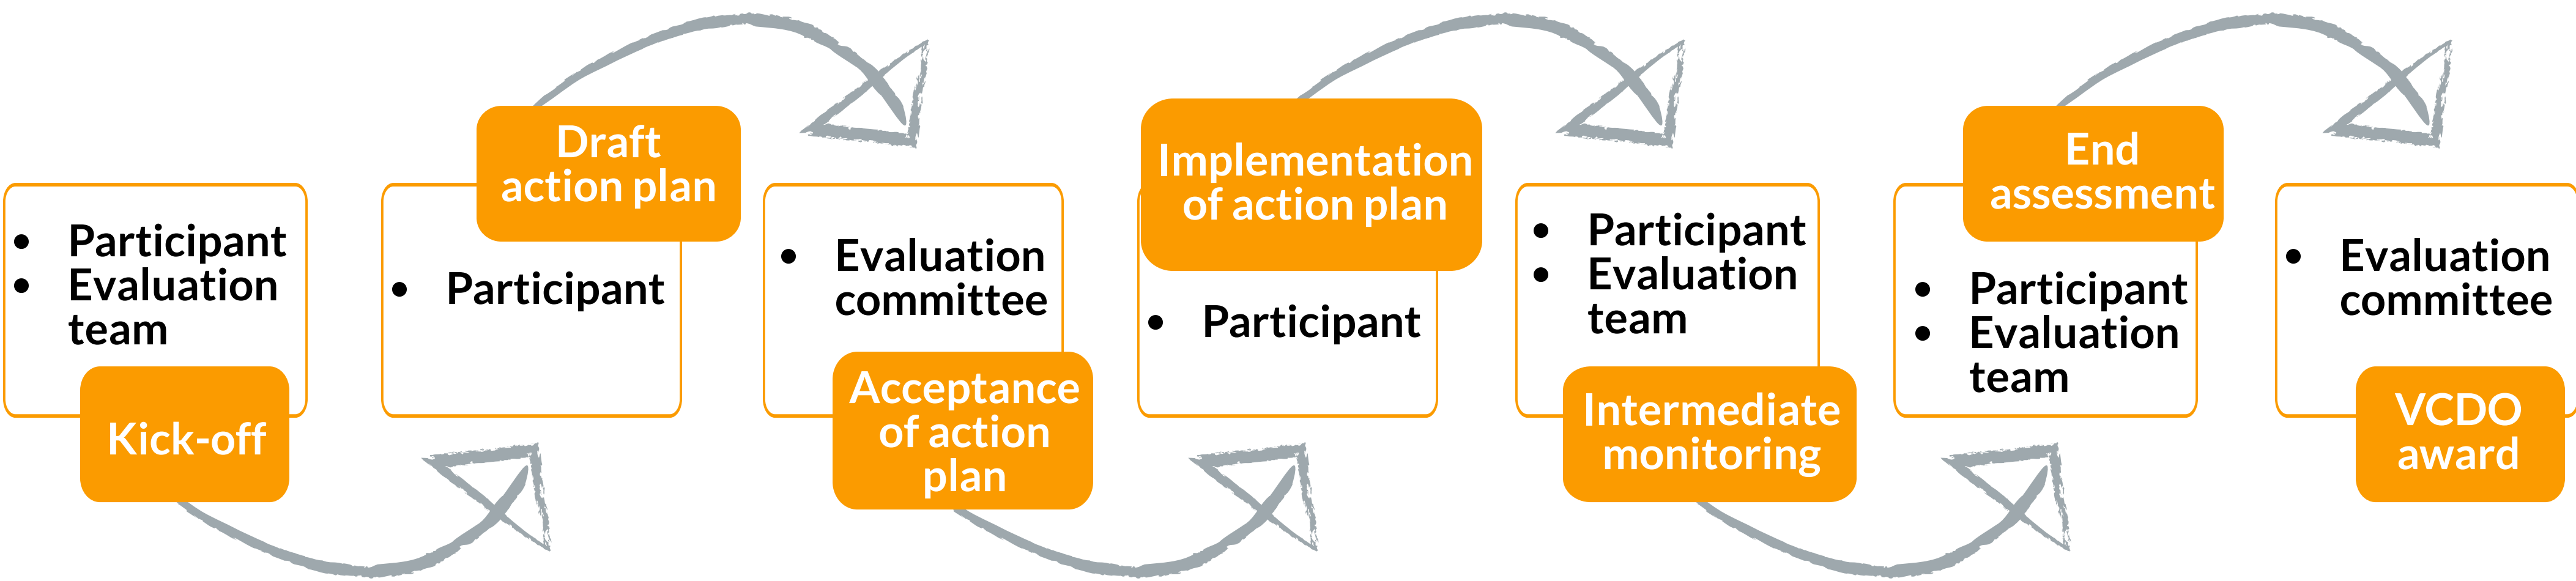 • Participant
• Evaluation
team
Kick-off
Draft
action plan
• Participant
• Evaluation
committee
Acceptance
of action
plan
Implementation
of action plan
• Participant
• Participant
• Evaluation
team
Intermediate
monitoring
End
assessment
• Participant
• Evaluation
team
• Evaluation
committee
VCDO
award